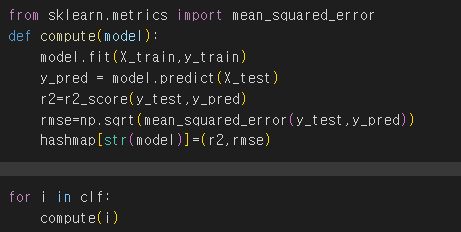 from sklearn.metrics import mean_squared_error
def compute(model):
    model.fit(X_train,y_train)
    y_pred = model.predict(X_test)
    r2=r2_score(y_test,y_pred)
    rmse=np.sqrt(mean_squared_error(y_test,y_pred))
    hashmap[str(model)]=(r2,rmse)
for i in clf:
    compute(i)